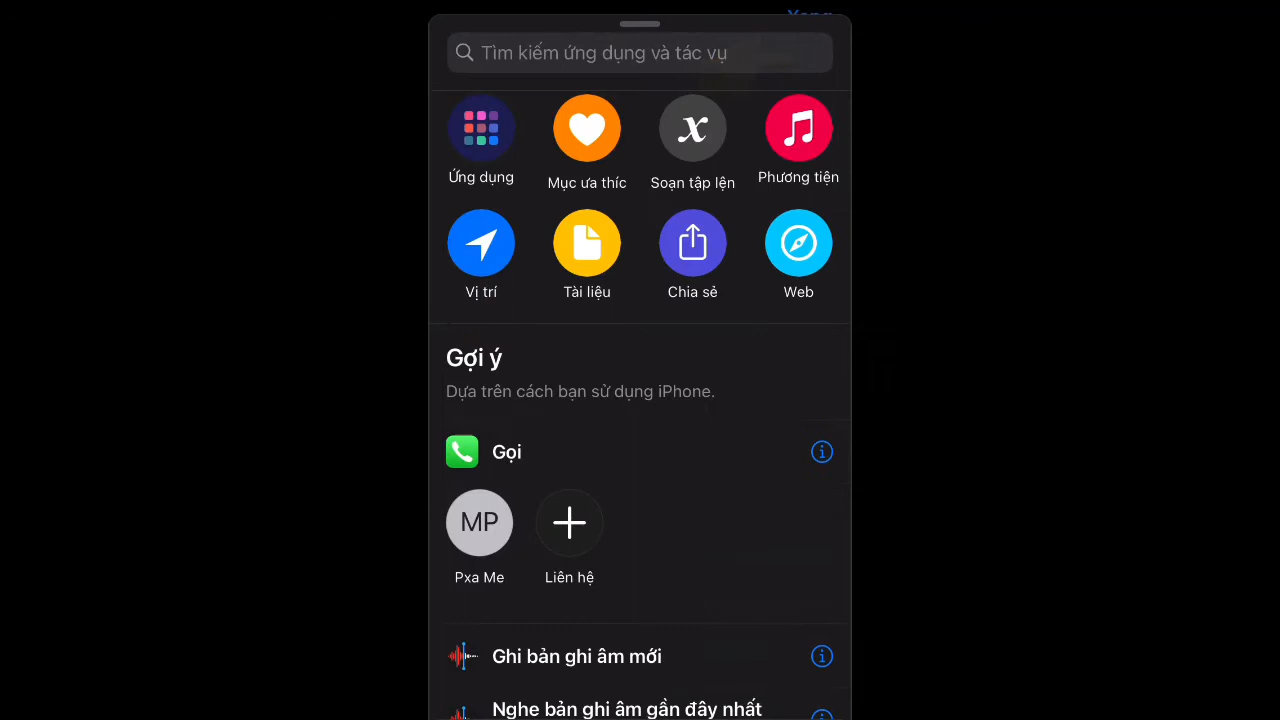 Tìm kiếm ứng dụng và tác vụ
Ứng dụng
Mục ưa thíc
Soạn tập lện
Phương tiện
Vị trí
Tài liệu
Chia sẻ
Web
Gợi ý
Dựa trên cách bạn sử dụng iPhone.
Gọi
MP
Pxa Me
Liên hệ
Ghi bản ghi âm mới
Nghe bản ghi âm gần đây nhất